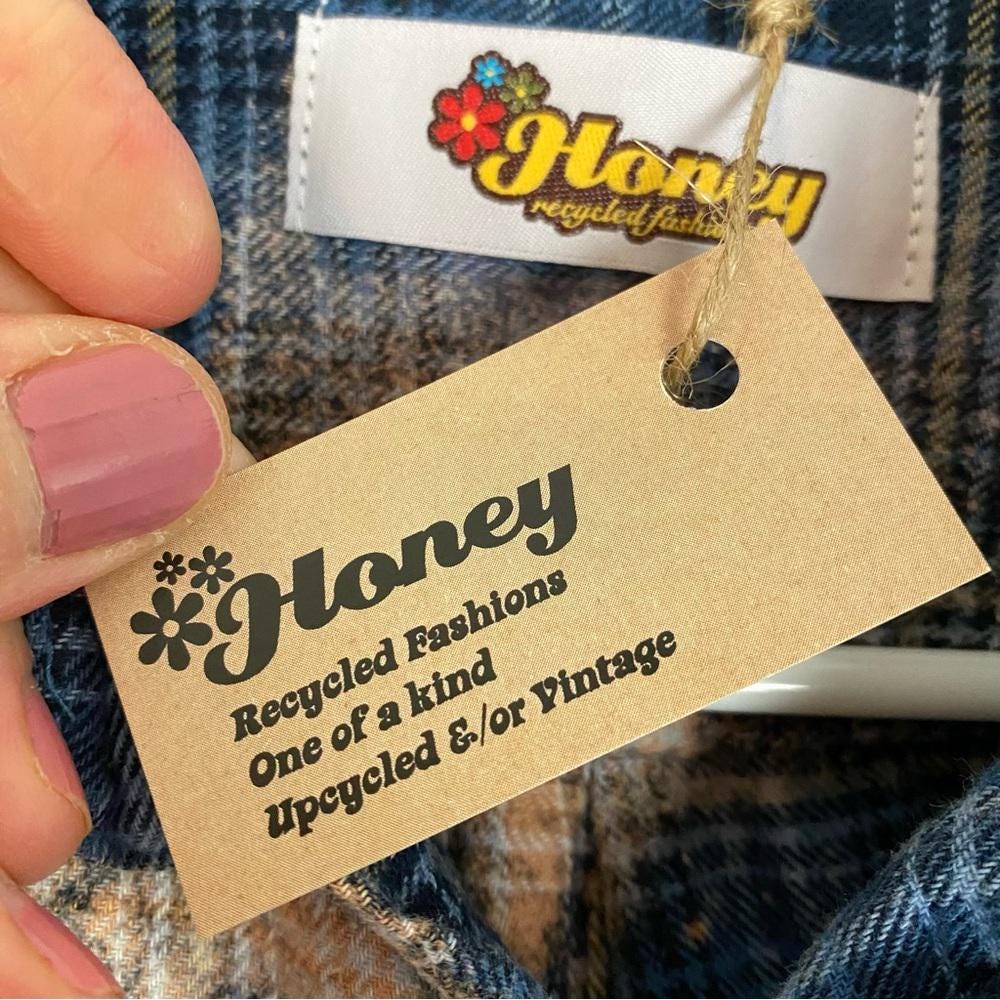 Honey
recycled fashions
Honey
Recycled Fashions
One of a kind
Upcycled &/or Vintage